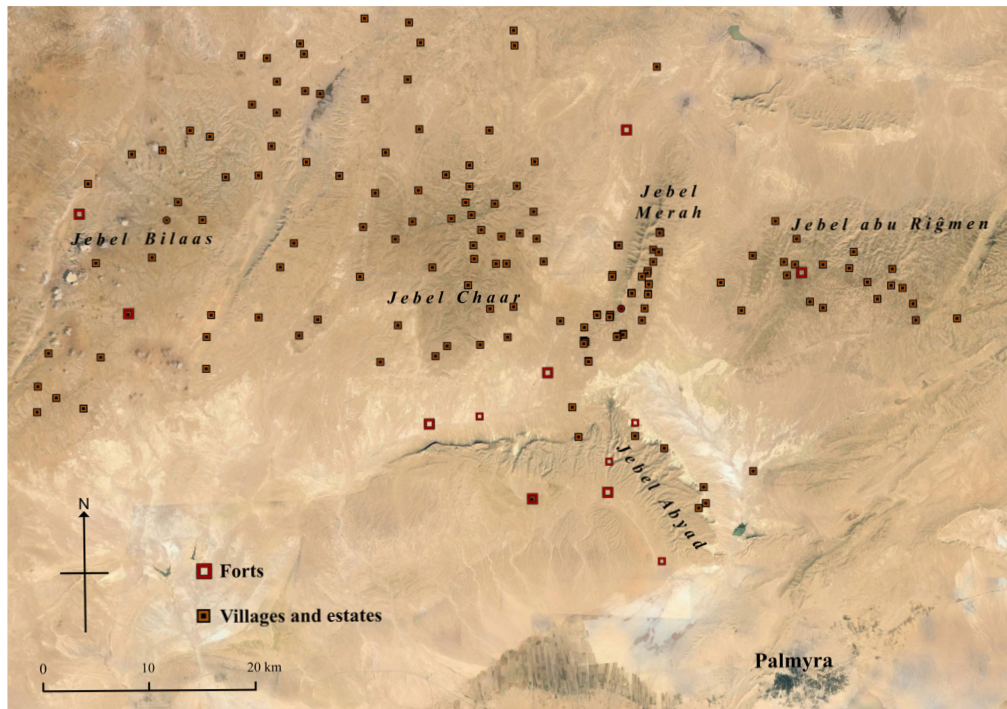 Jebel
Merah
Jebel Bilaas
Jebel abu Riĝmen
Jebel Chaar
Jebel Abyad
N
Forts
Villages and estates
0 10 20 km
Palmyra